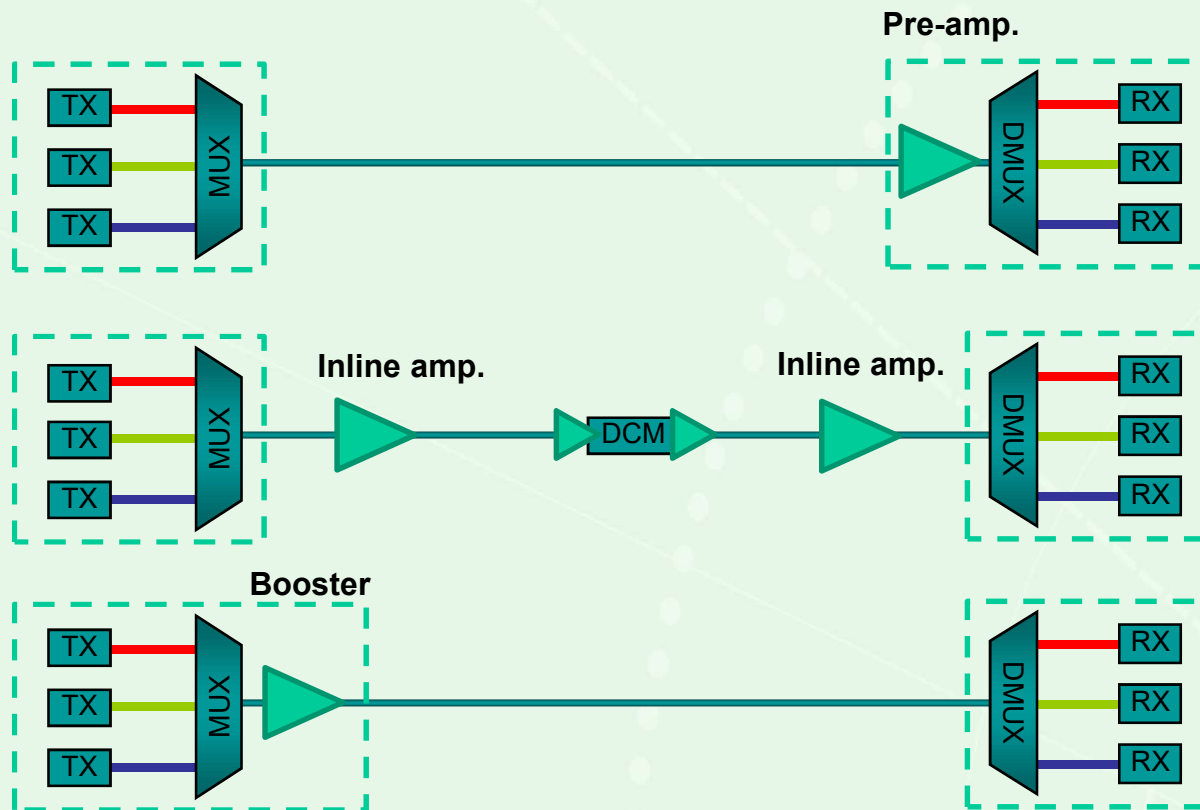 Pre-amp.
TX
TX
TX
MUX
DMUX
RX
RX
RX
Inline amp.
Inline amp.
TX
TX
TX
MUX
DCM
DMUX
RX
RX
RX
Booster
TX
TX
TX
MUX
DMUX
RX
RX
RX